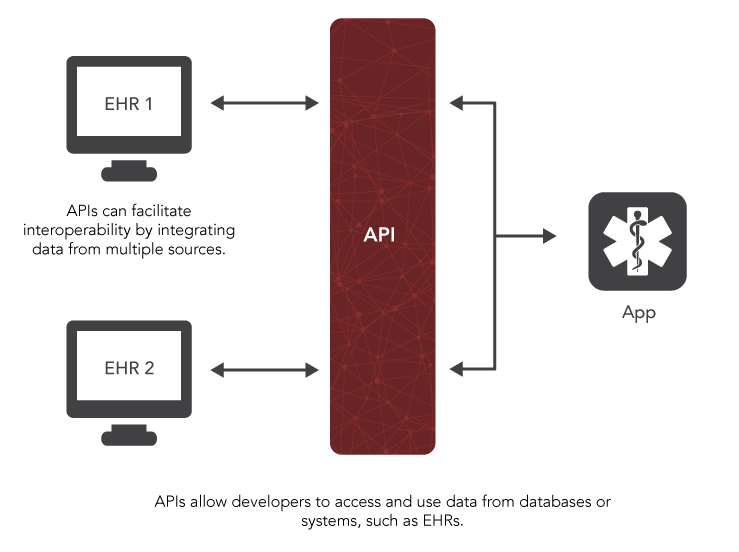 EHR 1
APIs can facilitate
interoperability by integrating
data from multiple sources.
API
App
EHR 2
APIs allow developers to access and use data from databases or
systems, such as EHRs.